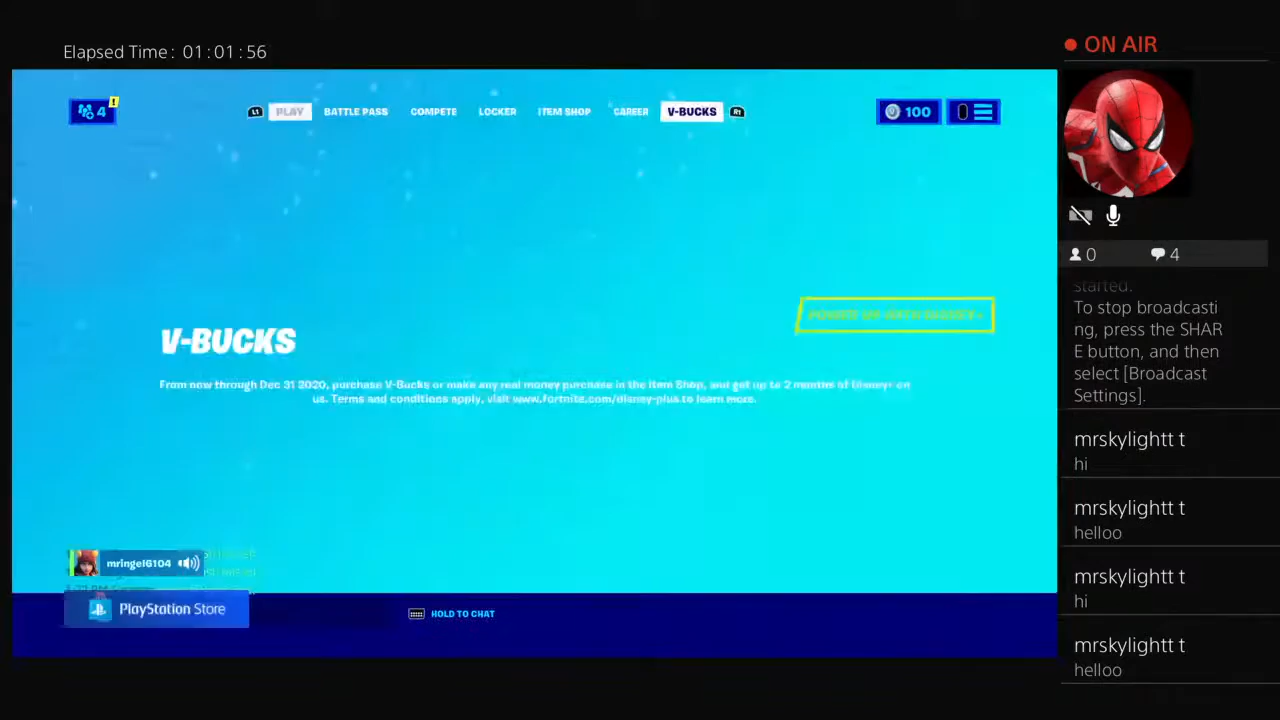 Elapsed Time: 01:01:56
ON AIR
4
!
L1
PLAY
BATTLE PASS
COMPETE
LOCKER
ITEM SHOP
CAREER
V-BUCKS
R1
100
0
4
started.
To stop broadcasti
ng, press the SHAR
E button, and then
select [Broadcast
Settings].
V-BUCKS
From now through Dec 31 2020, purchase V-Bucks or make any real money purchase in the Item Shop, and get up to 2 months of Disney+ on
us. Terms and conditions apply, visit www.fortnite.com/disney-plus to learn more.
mrskylightt t
hi
mrskylightt t
helloo
mrskylightt t
hi
mrskylightt t
helloo
mringel6104
PlayStation Store
HOLD TO CHAT